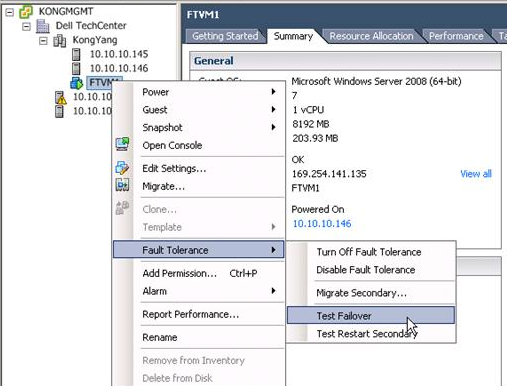 KONGMGMT
Dell TechCenter
KongYang
10.10.10.145
10.10.10.146
FTVM1
10.10.10
10.10.10
FTVM1
Getting Started
Summary
Resource Allocation
Performance
General
Microsoft Windows Server 2008 (64-bit)
7
1 vCPU
8192 MB
203.93 MB
OK
169.254.141.135
View all
FTVM1
Powered On
10.10.10.146
Power
Guest
Snapshot
Open Console
Edit Settings...
Migrate...
Clone...
Template
Fault Tolerance
Add Permission... Ctrl+P
Alarm
Report Performance...
Rename
Remove from Inventory
Delete from Disk
Turn Off Fault Tolerance
Disable Fault Tolerance
Migrate Secondary...
Test Failover
Test Restart Secondary